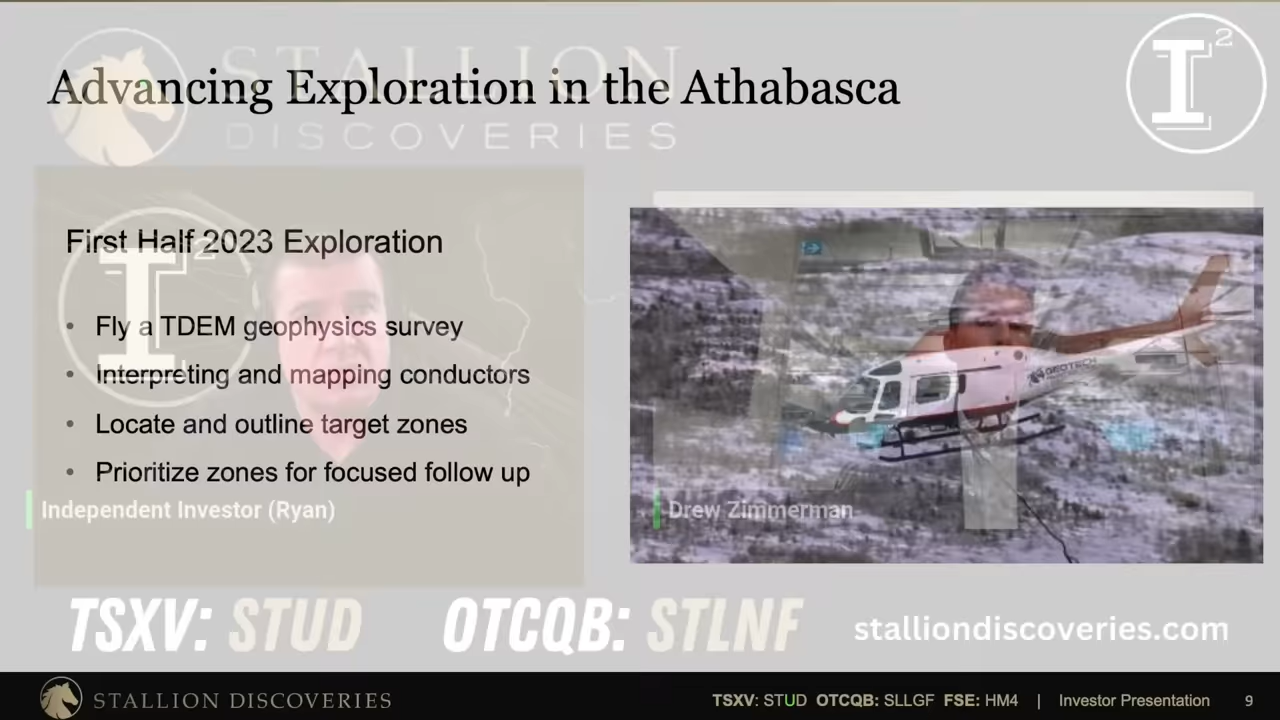 STALLION
DISCOVERIES
I²
Advancing Exploration in the Athabasca
First Half 2023 Exploration
I²
• Fly a TDEM geophysics survey
• Interpreting and mapping conductors
• Locate and outline target zones
• Prioritize zones for focused follow up
GEOTECH
Independent Investor (Ryan)
Drew Zimmerman
TSXV: STUD OTCQB: STLNF stalliondiscoveries.com
STALLION DISCOVERIES
TSXV: STUD OTCQB: SLLGF FSE: HM4 | Investor Presentation 9